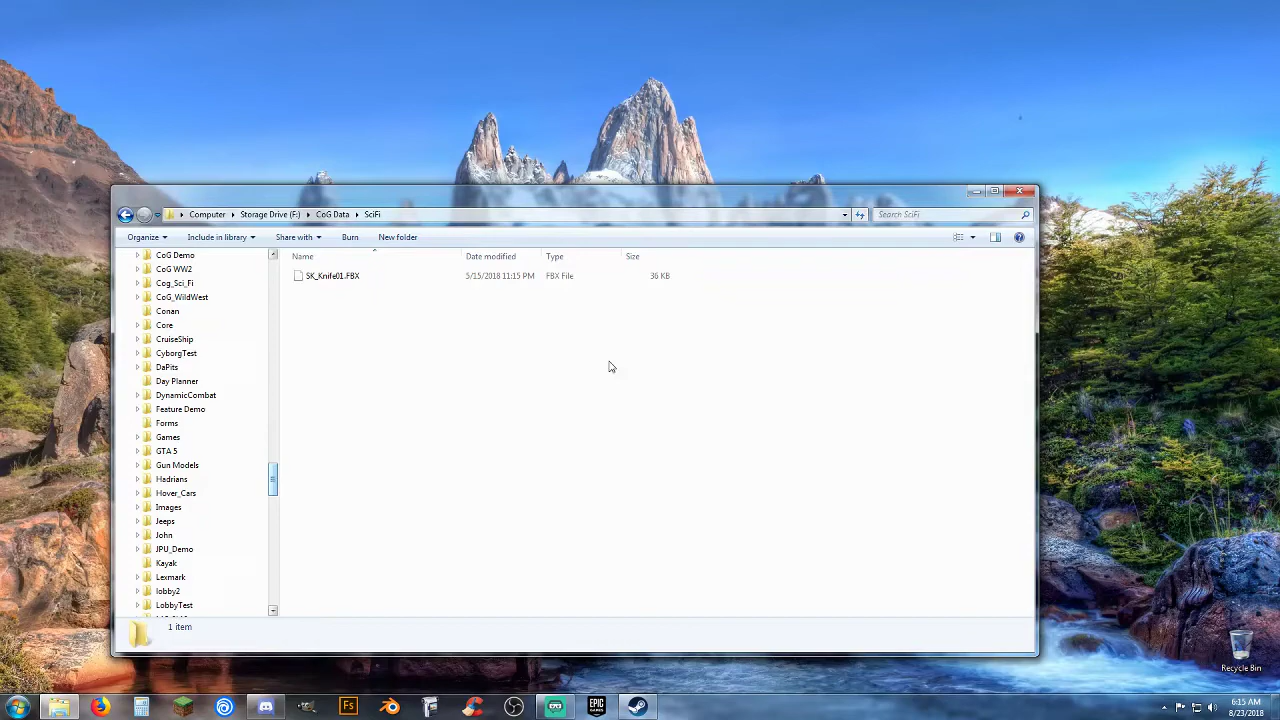 Computer Storage Drive (F:) CoG Data SciFi Search SciFi
Organize Include in library Share with Burn New folder
Name Date modified Type Size
SK_Knife01.FBX 5/15/2018 11:15 PM FBX File 36 KB
CoG Demo
CoG WW2
Cog_Sci_Fi
CoG_WildWest
Conan
Core
CruiseShip
CyborgTest
DaPits
Day Planner
DynamicCombat
Feature Demo
Forms
Games
GTA 5
Gun Models
Hadrians
Hover_Cars
Images
Jeeps
John
JPU_Demo
Kayak
Lexmark
lobby2
LobbyTest
1 item
Recycle Bin
Fs
EPIC
GAMES
6:15 AM
8/23/2018